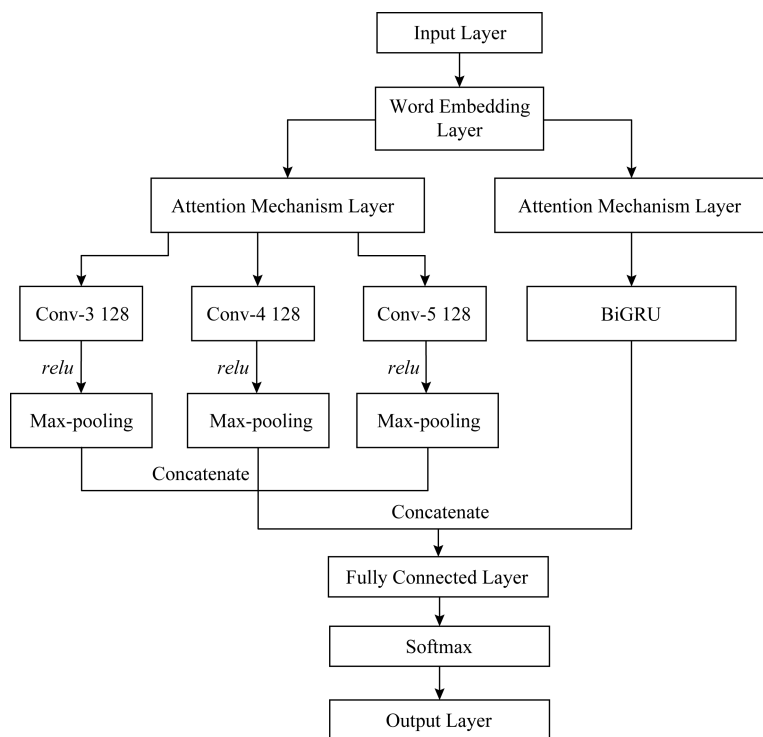 Input Layer
Word Embedding
Layer
Attention Mechanism Layer
Attention Mechanism Layer
Conv-3 128
Conv-4 128
Conv-5 128
BiGRU
relu
relu
relu
Max-pooling
Max-pooling
Max-pooling
Concatenate
Concatenate
Fully Connected Layer
Softmax
Output Layer